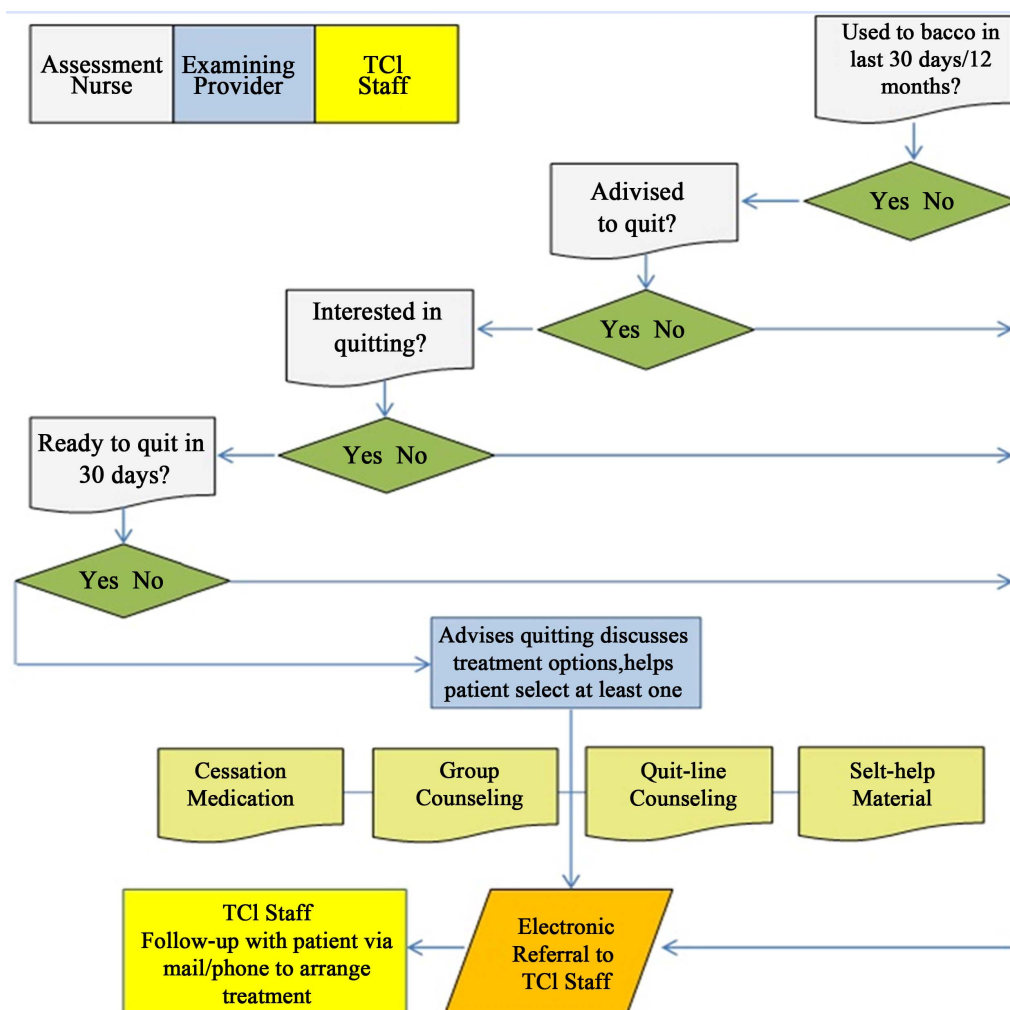 Assessment
Nurse
Examining
Provider
TCl
Staff
Used to bacco in
last 30 days/12
months?
Yes No
Adivised
to quit?
Yes No
Interested in
quitting?
Yes No
Ready to quit in
30 days?
Yes No
Advises quitting discusses
treatment options,helps
patient select at least one
Cessation
Medication
Group
Counseling
Quit-line
Counseling
Selt-help
Material
TCl Staff
Follow-up with patient via
mail/phone to arrange
treatment
Electronic
Referral to
TCl Staff